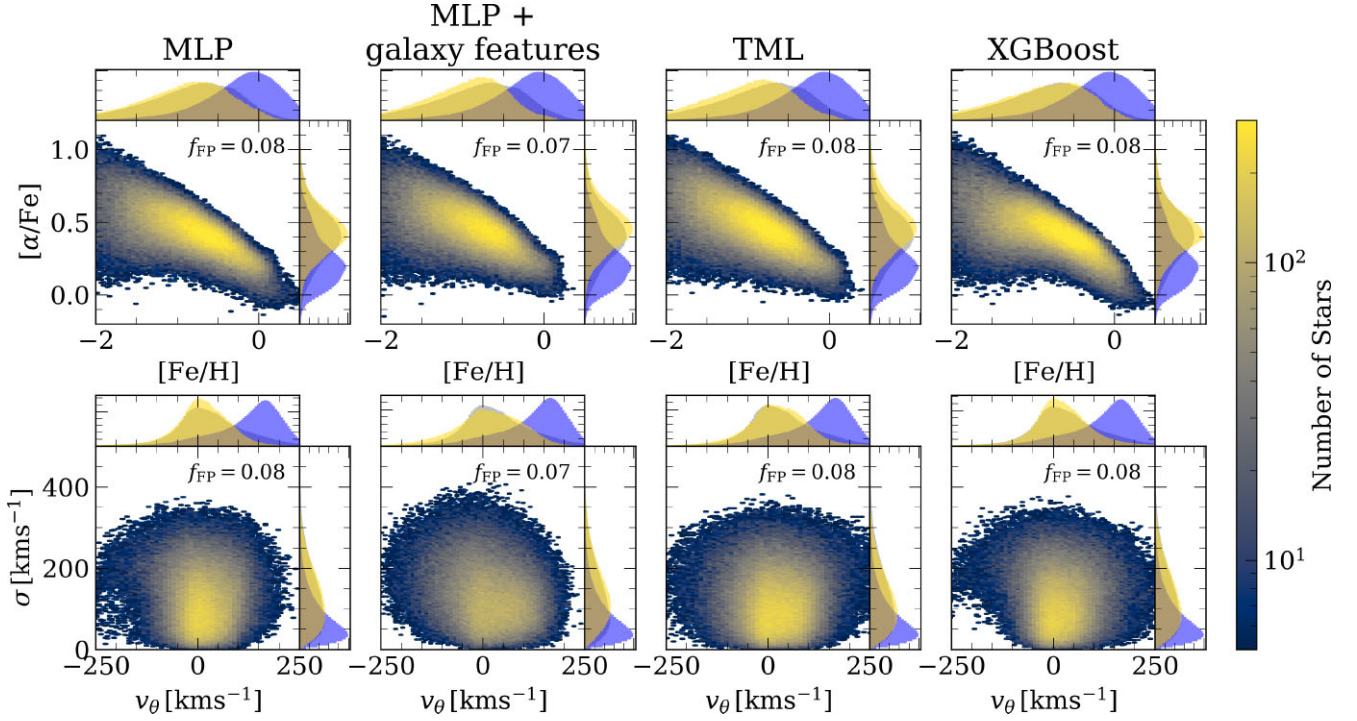 MLP
MLP +
galaxy features
TML
XGBoost
f_FP = 0.08
f_FP = 0.07
f_FP = 0.08
f_FP = 0.08
[α/Fe]
1.0
0.5
0.0
−2 0
−2 0
−2 0
−2 0
[Fe/H]
[Fe/H]
[Fe/H]
[Fe/H]
f_FP = 0.08
f_FP = 0.07
f_FP = 0.08
f_FP = 0.08
σ [kms⁻¹]
400
200
0
−250 0 250
−250 0 250
−250 0 250
−250 0 250
v_θ [kms⁻¹]
v_θ [kms⁻¹]
v_θ [kms⁻¹]
v_θ [kms⁻¹]
10²
10¹
Number of Stars